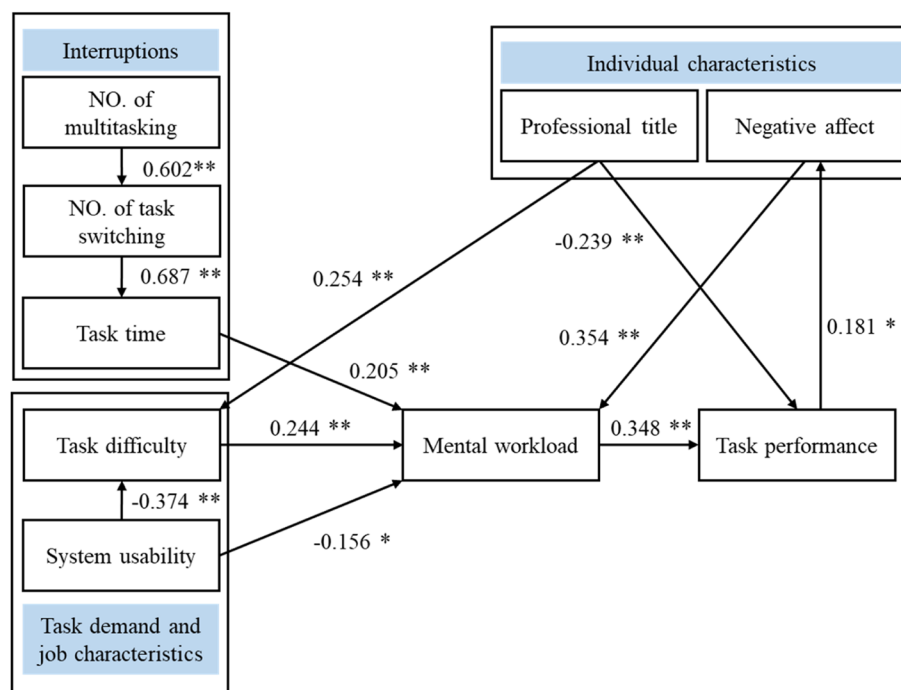 Interruptions
NO. of
multitasking
0.602**
NO. of task
switching
0.687 **
Task time
Individual characteristics
Professional title
Negative affect
-0.239 **
0.254 **
0.181 *
0.354 **
0.205 **
Task difficulty
0.244 **
Mental workload
0.348 **
Task performance
-0.374 **
System usability
-0.156 *
Task demand and
job characteristics